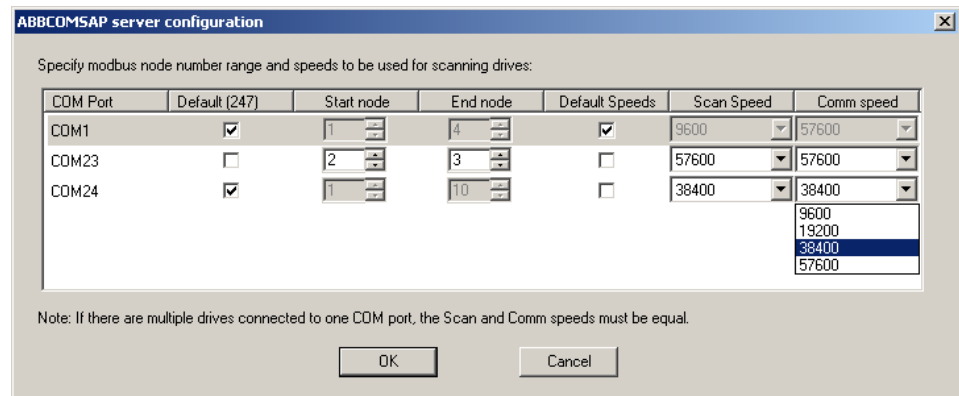 ABBCOMSAP server configuration
Specify modbus node number range and speeds to be used for scanning drives:
COM Port Default (247) Start node End node Default Speeds Scan Speed Comm speed
COM1 1 4 9600 57600
COM23 2 3 57600 57600
COM24 1 10 38400 38400
9600
19200
38400
57600
Note: If there are multiple drives connected to one COM port, the Scan and Comm speeds must be equal.
OK Cancel